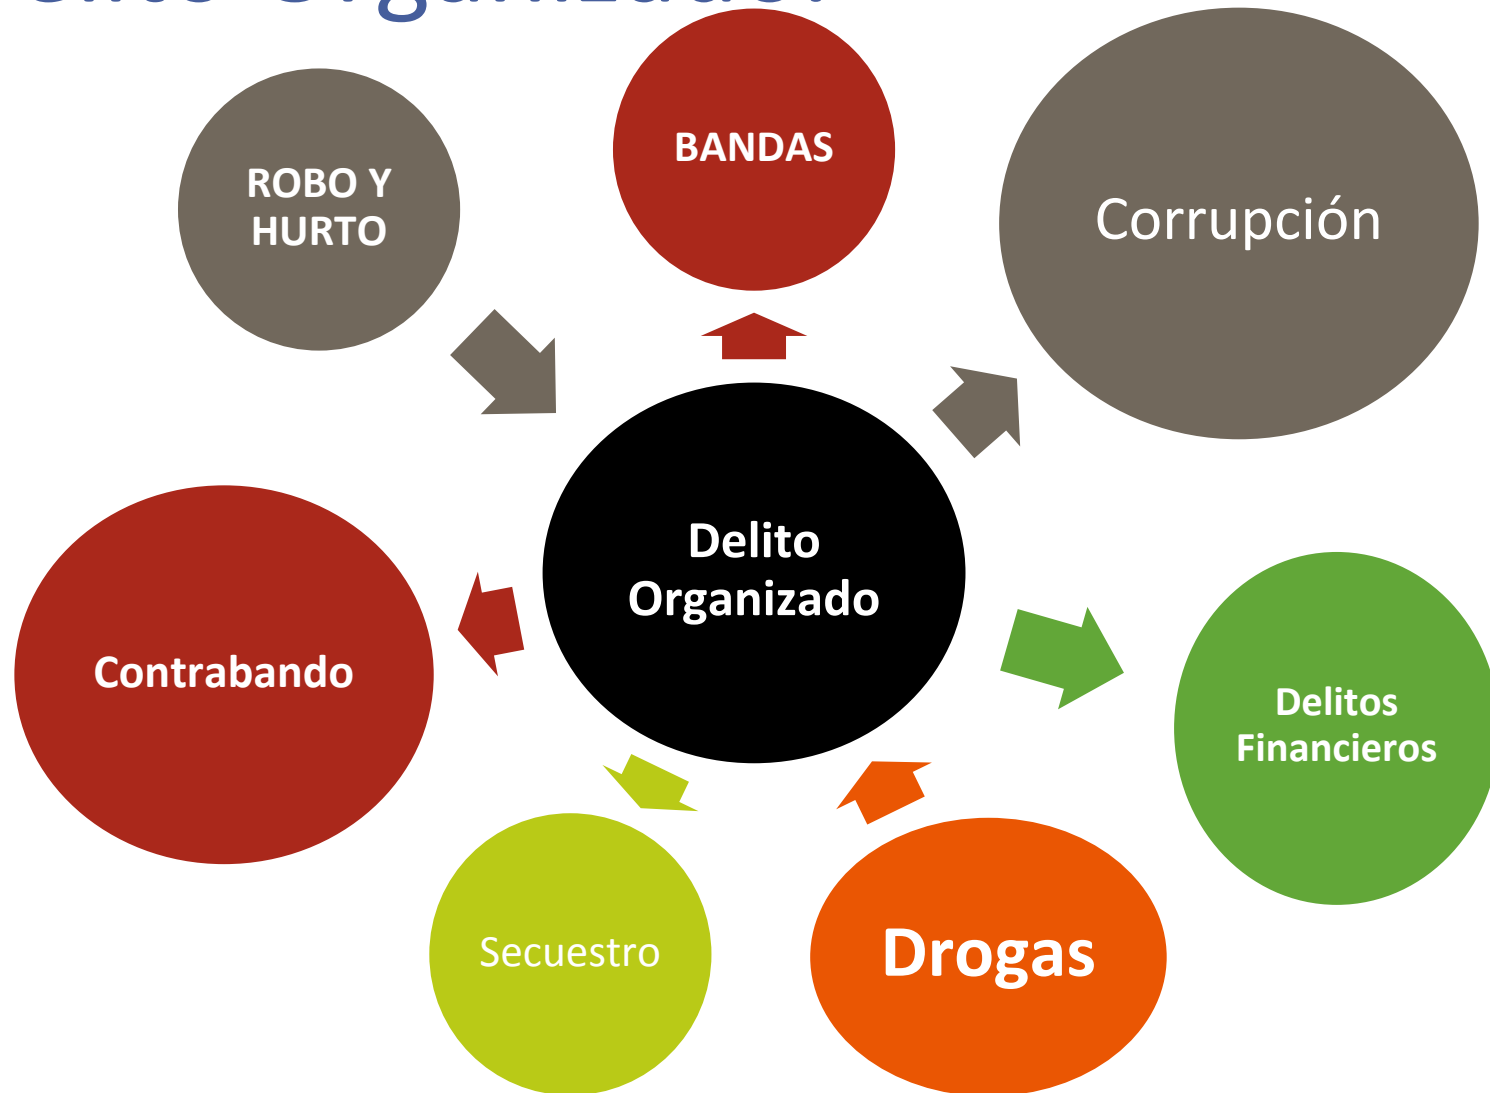 BANDAS
Corrupción
ROBO Y
HURTO
Delito
Organizado
Contrabando
Delitos
Financieros
Secuestro
Drogas